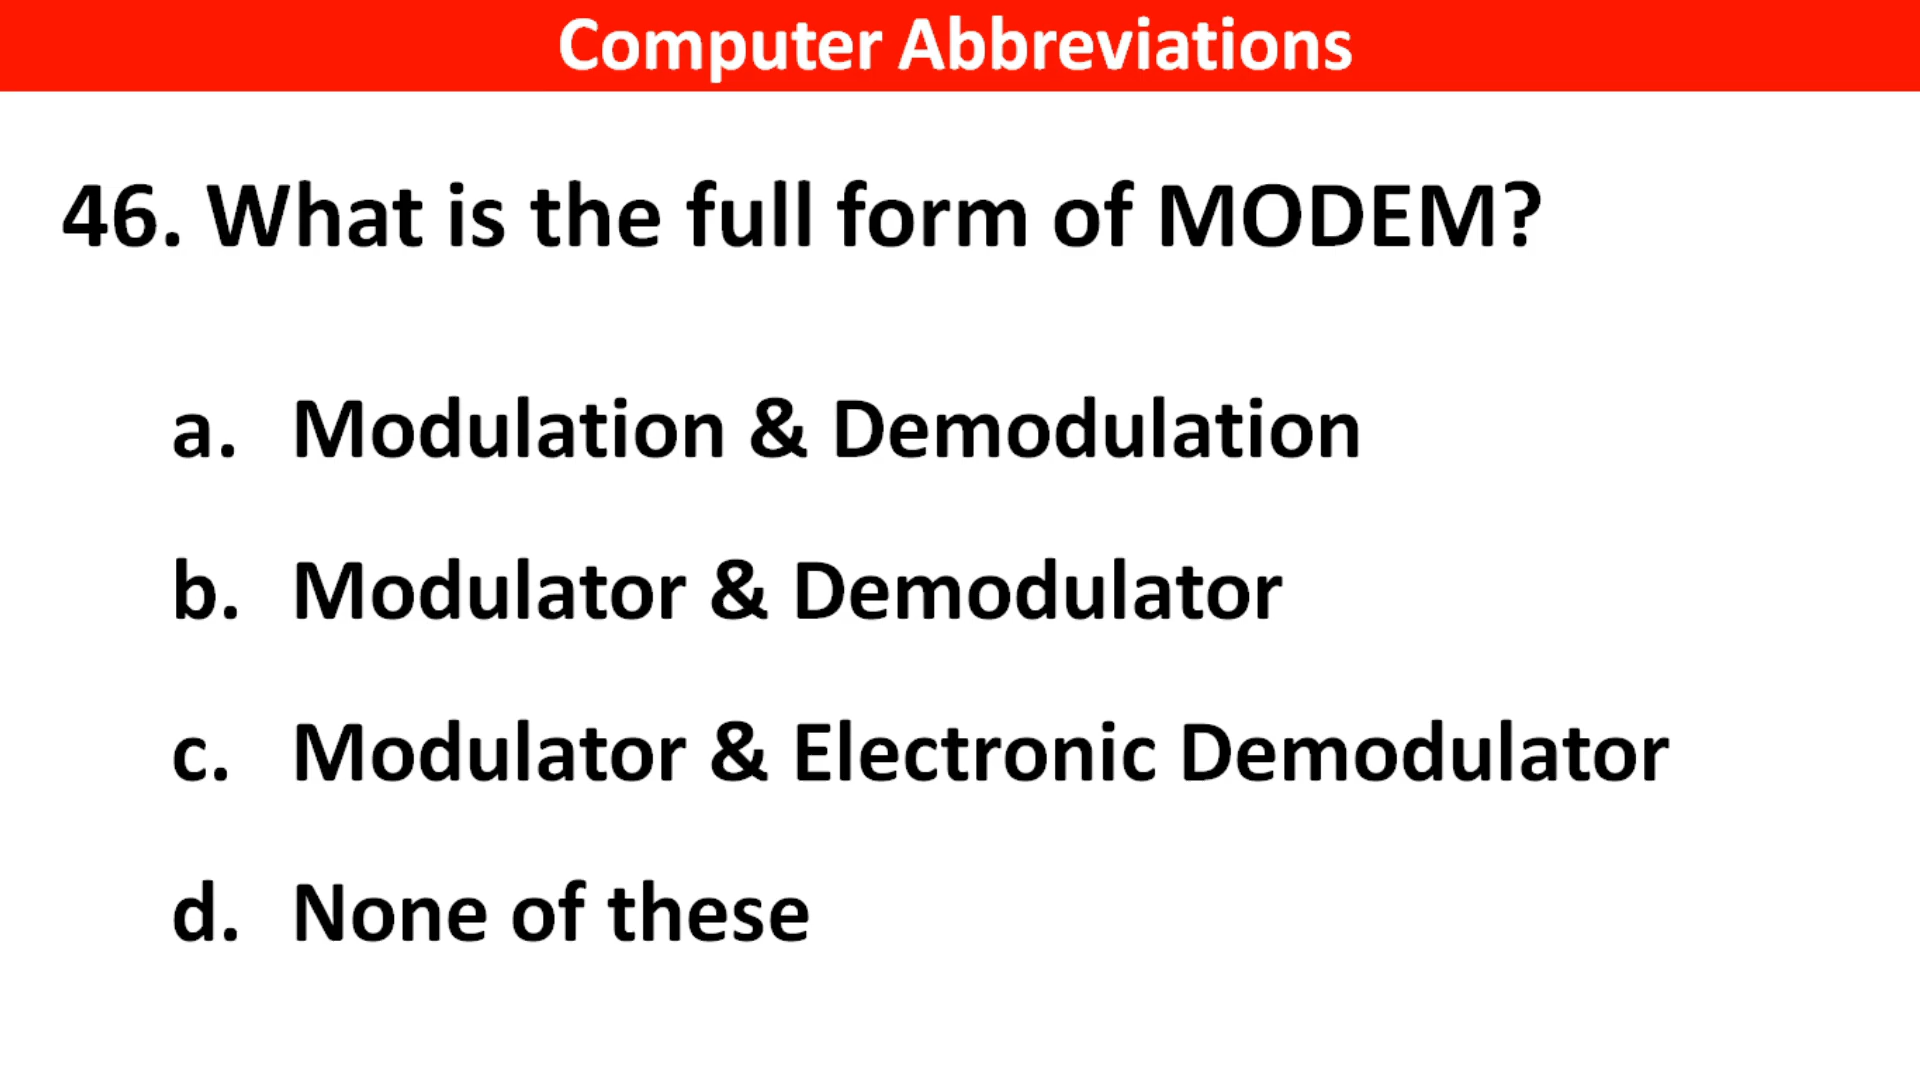 Computer Abbreviations
46. What is the full form of MODEM?
a. Modulation & Demodulation
b. Modulator & Demodulator
c. Modulator & Electronic Demodulator
d. None of these